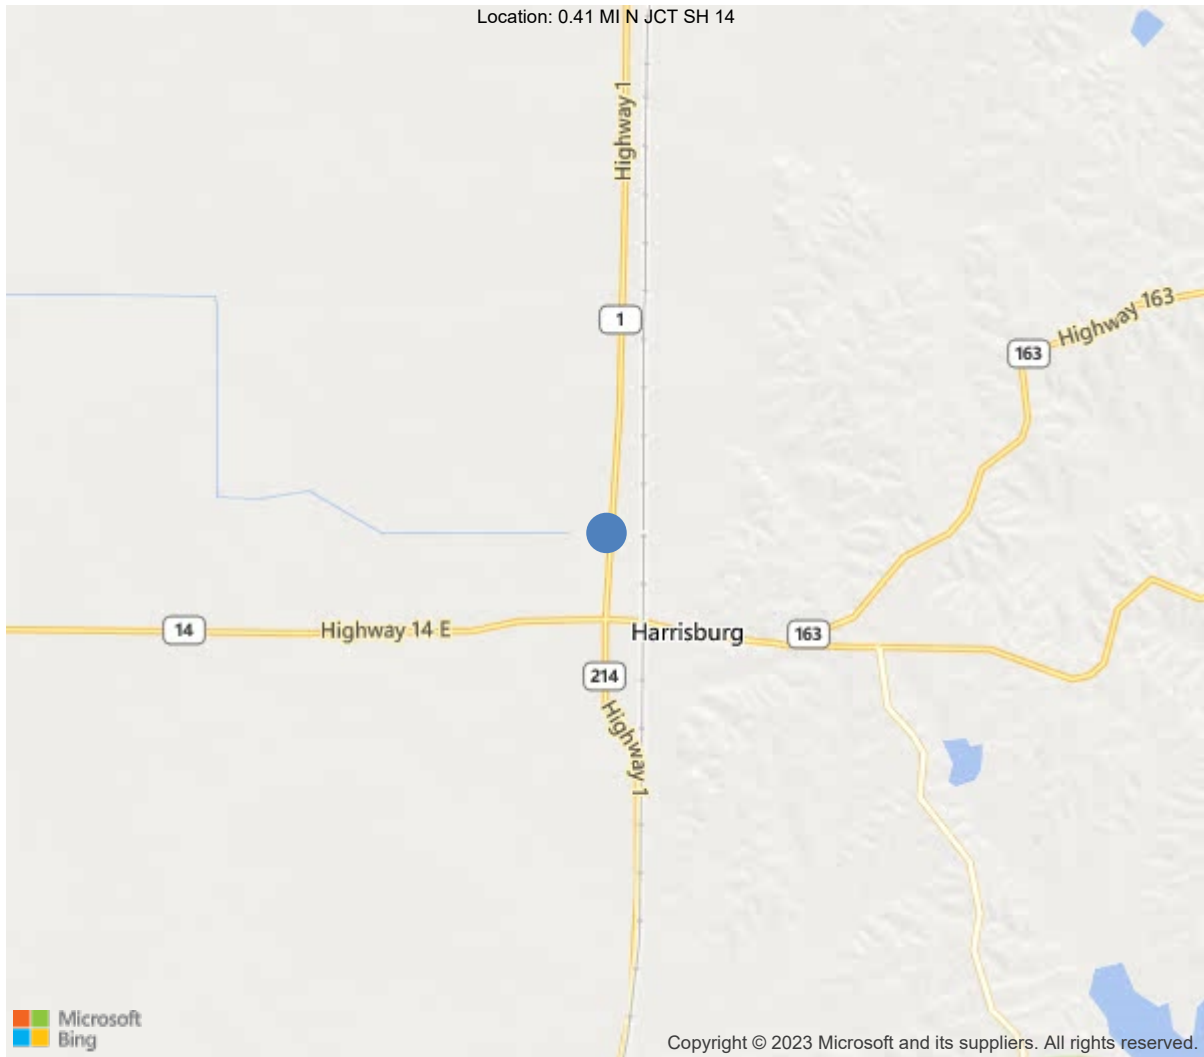 Location: 0.41 MI N JCT SH 14
Highway 1
1
Highway 163
163
14
Highway 14 E
Harrisburg
163
214
Highway 1
Microsoft
Bing
Copyright © 2023 Microsoft and its suppliers. All rights reserved.